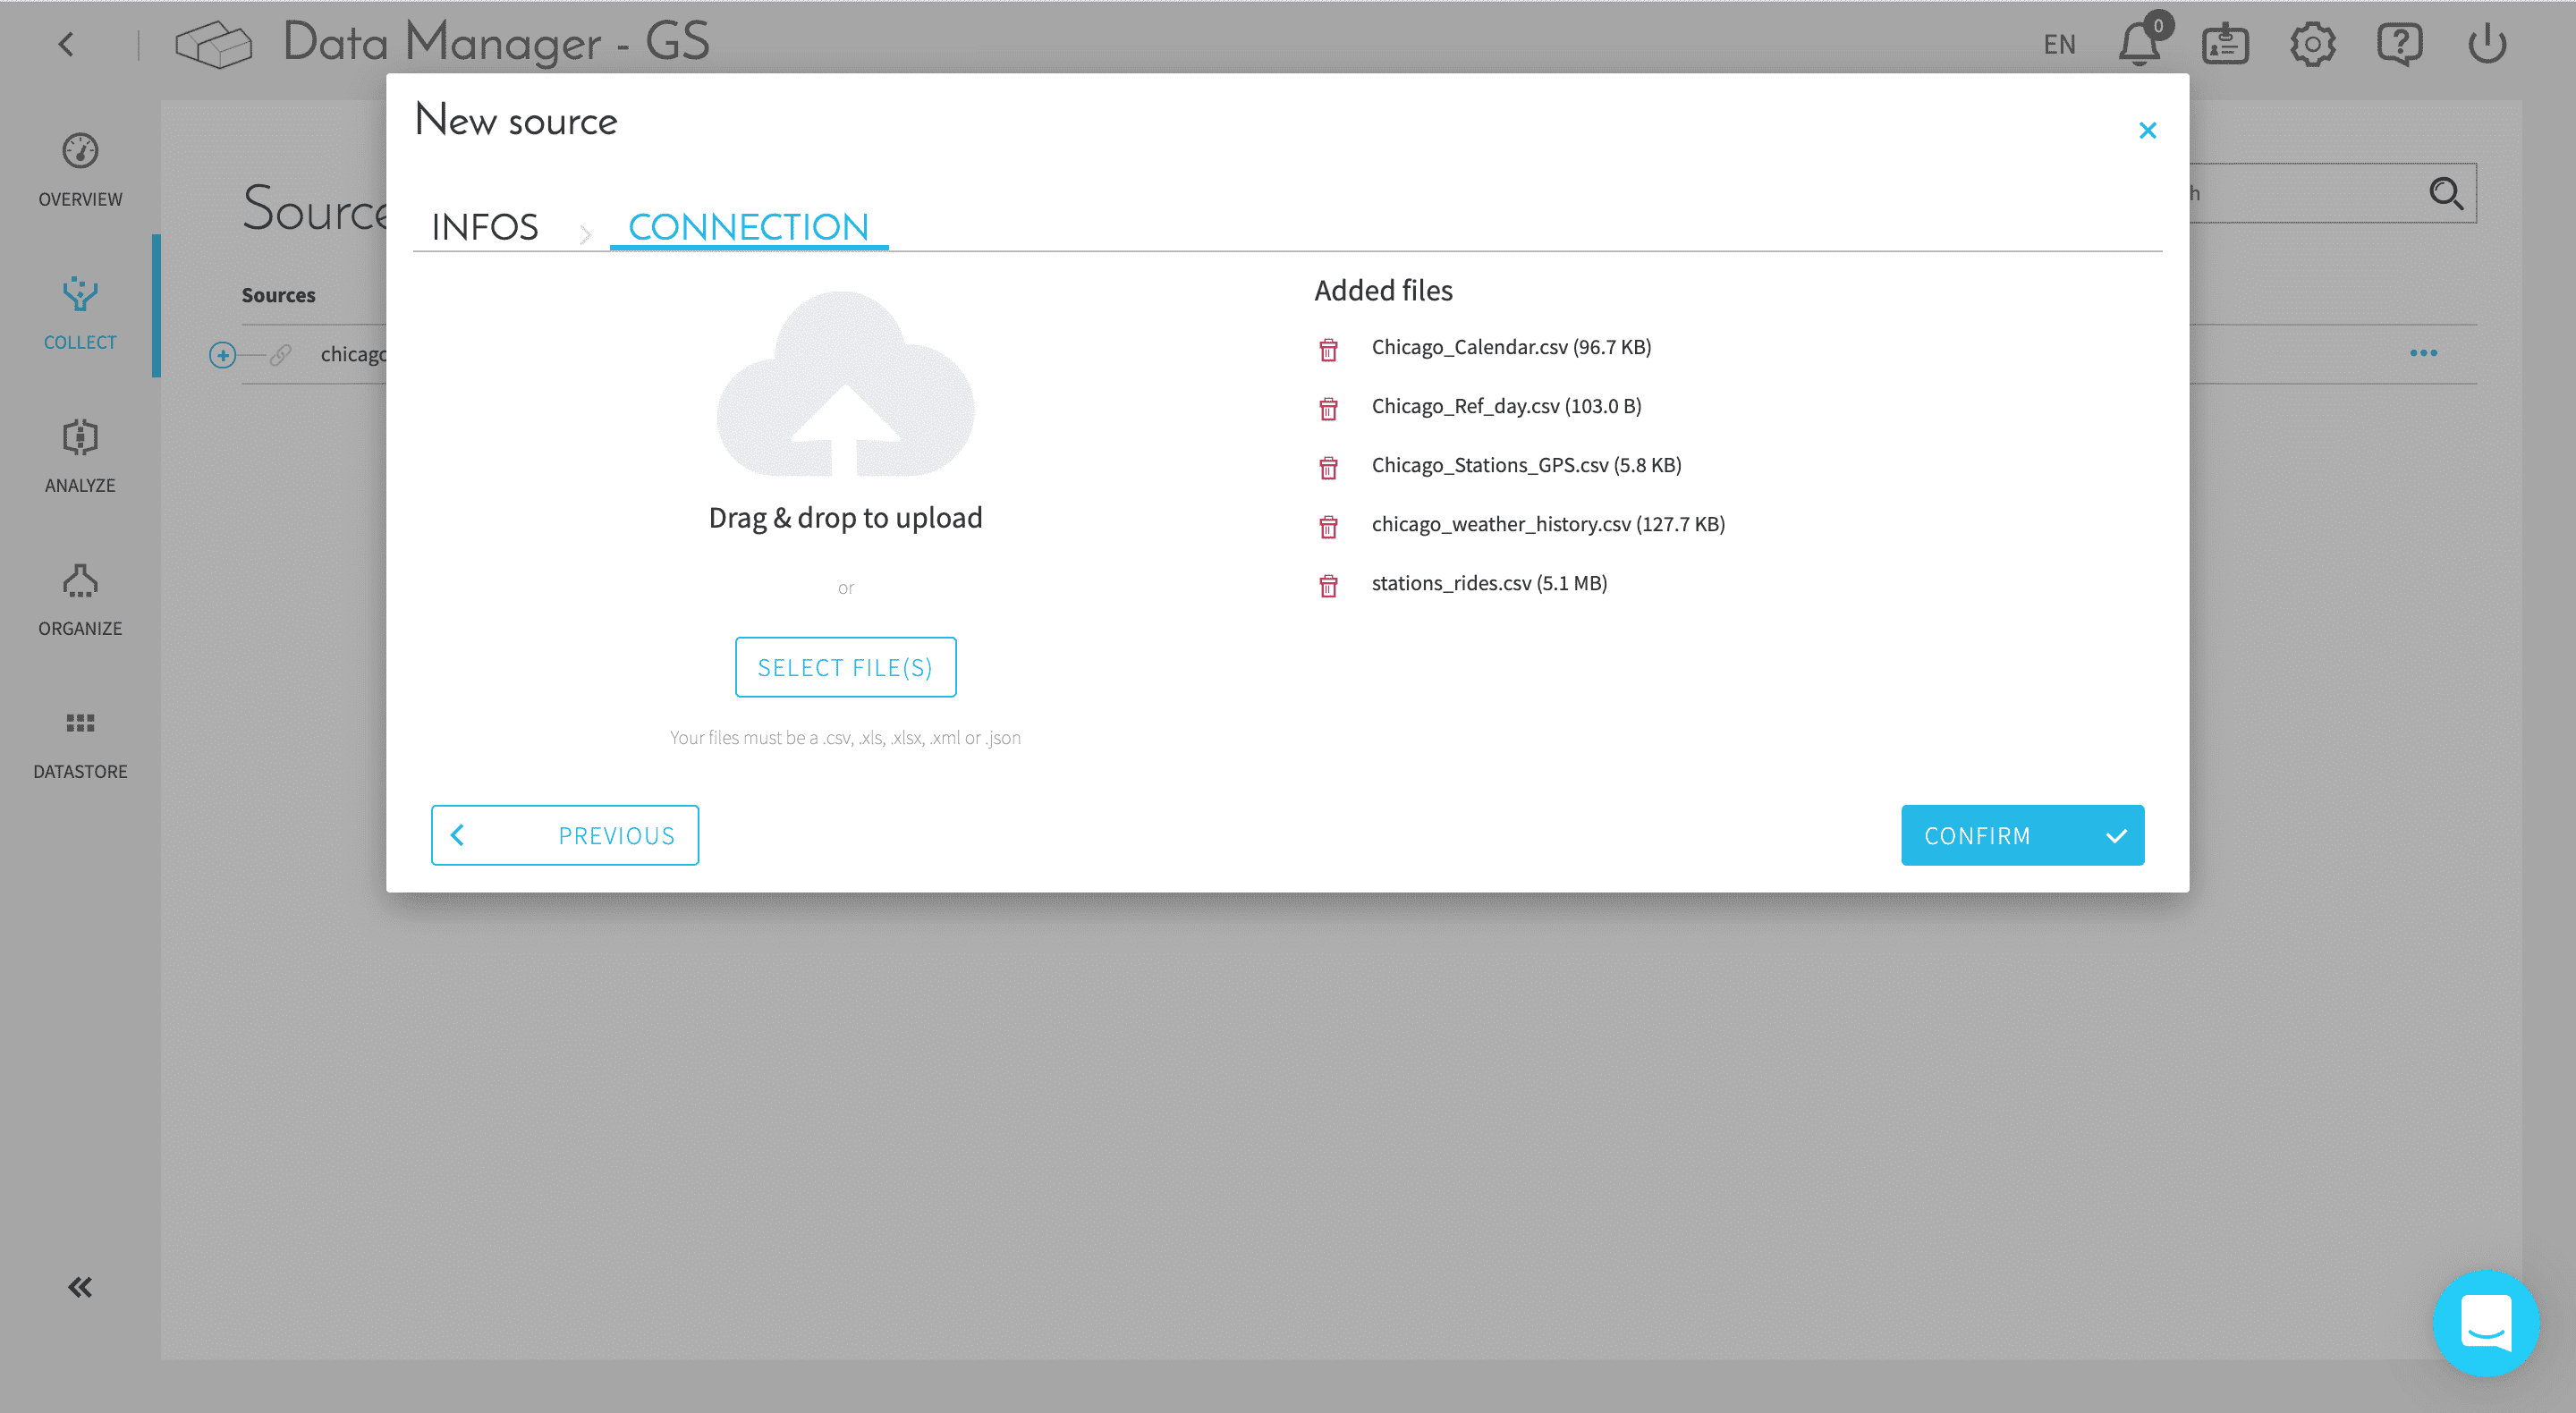 Data Manager - GS
EN
0
OVERVIEW
COLLECT
ANALYZE
ORGANIZE
DATASTORE
Sources
New source
INFOS
CONNECTION
Drag & drop to upload
or
SELECT FILE(S)
Your files must be a .csv, .xls, .xlsx, .xml or .json
Added files
Chicago_Calendar.csv (96.7 KB)
Chicago_Ref_day.csv (103.0 B)
Chicago_Stations_GPS.csv (5.8 KB)
chicago_weather_history.csv (127.7 KB)
stations_rides.csv (5.1 MB)
PREVIOUS
CONFIRM